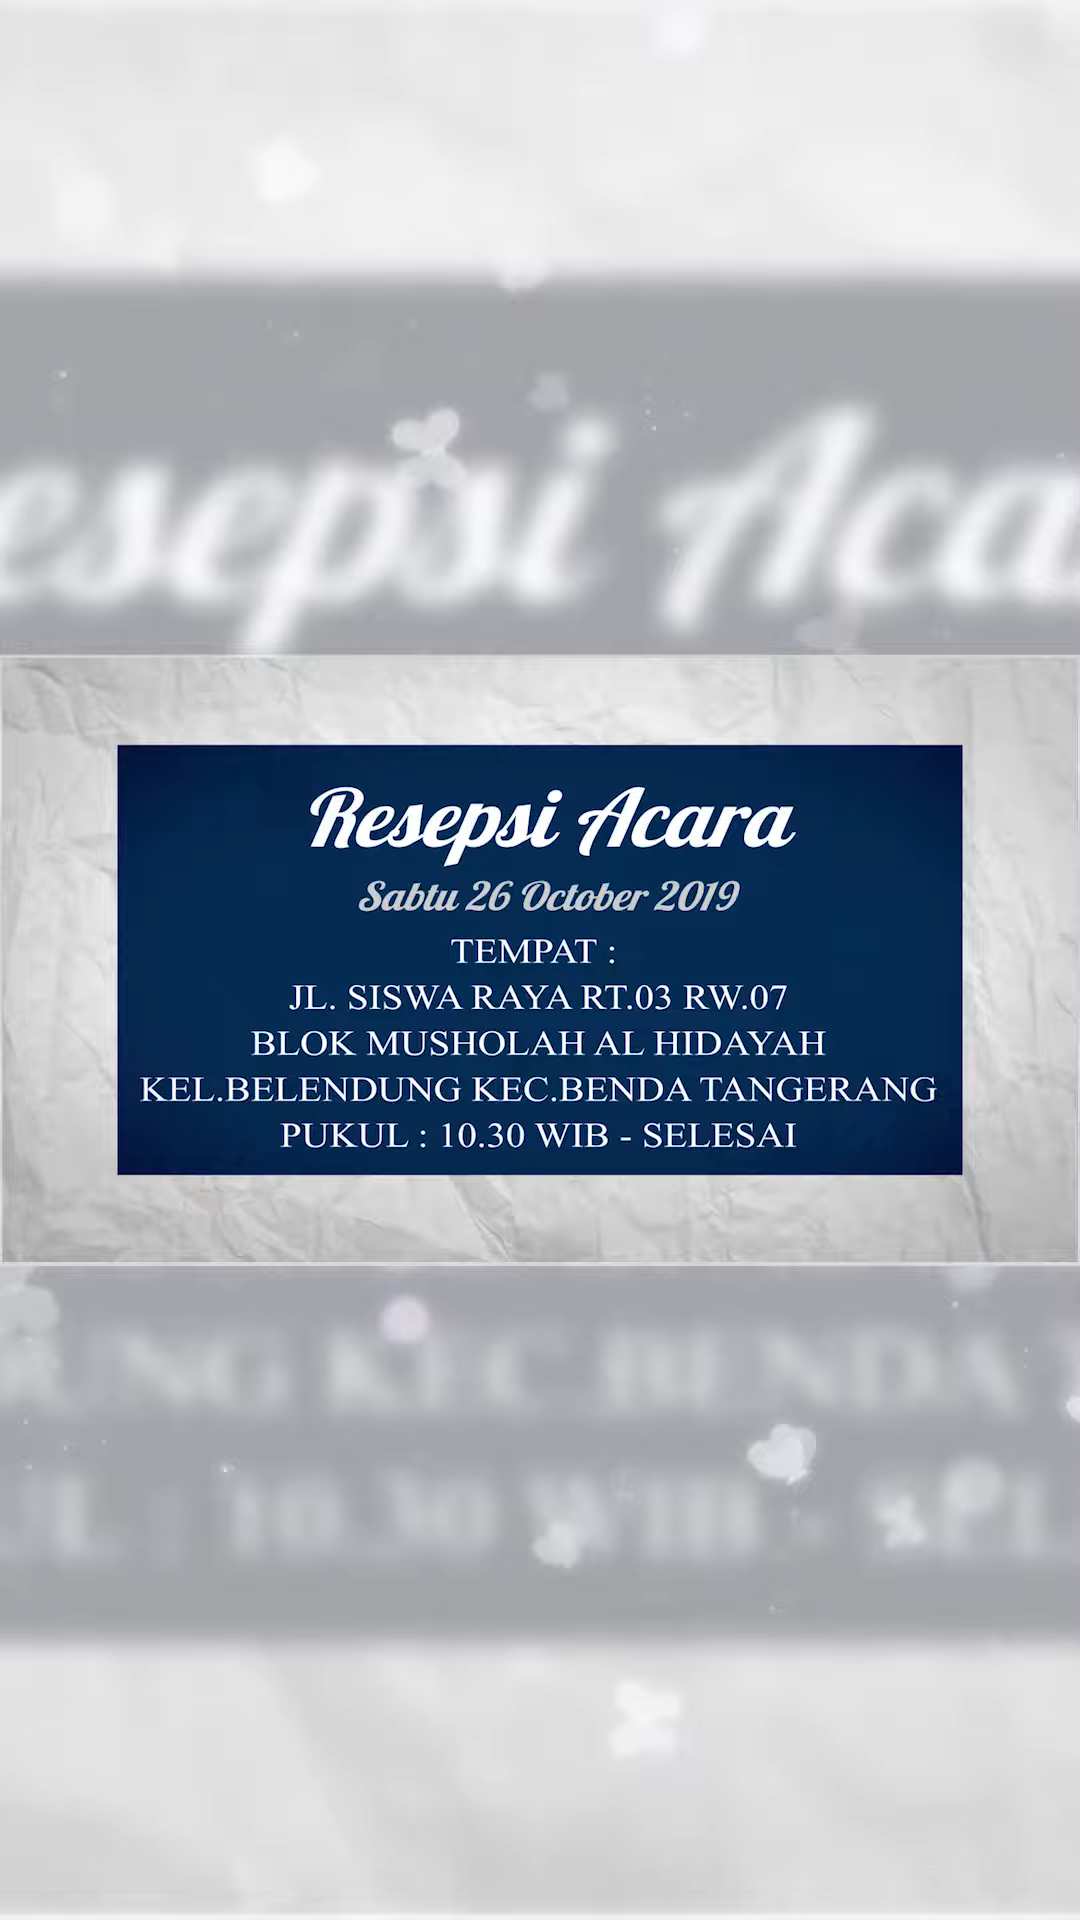 Resepsi Acara
Sabtu 26 October 2019
TEMPAT :
JL. SISWA RAYA RT.03 RW.07
BLOK MUSHOLAH AL HIDAYAH
KEL.BELENDUNG KEC.BENDA TANGERANG
PUKUL : 10.30 WIB - SELESAI